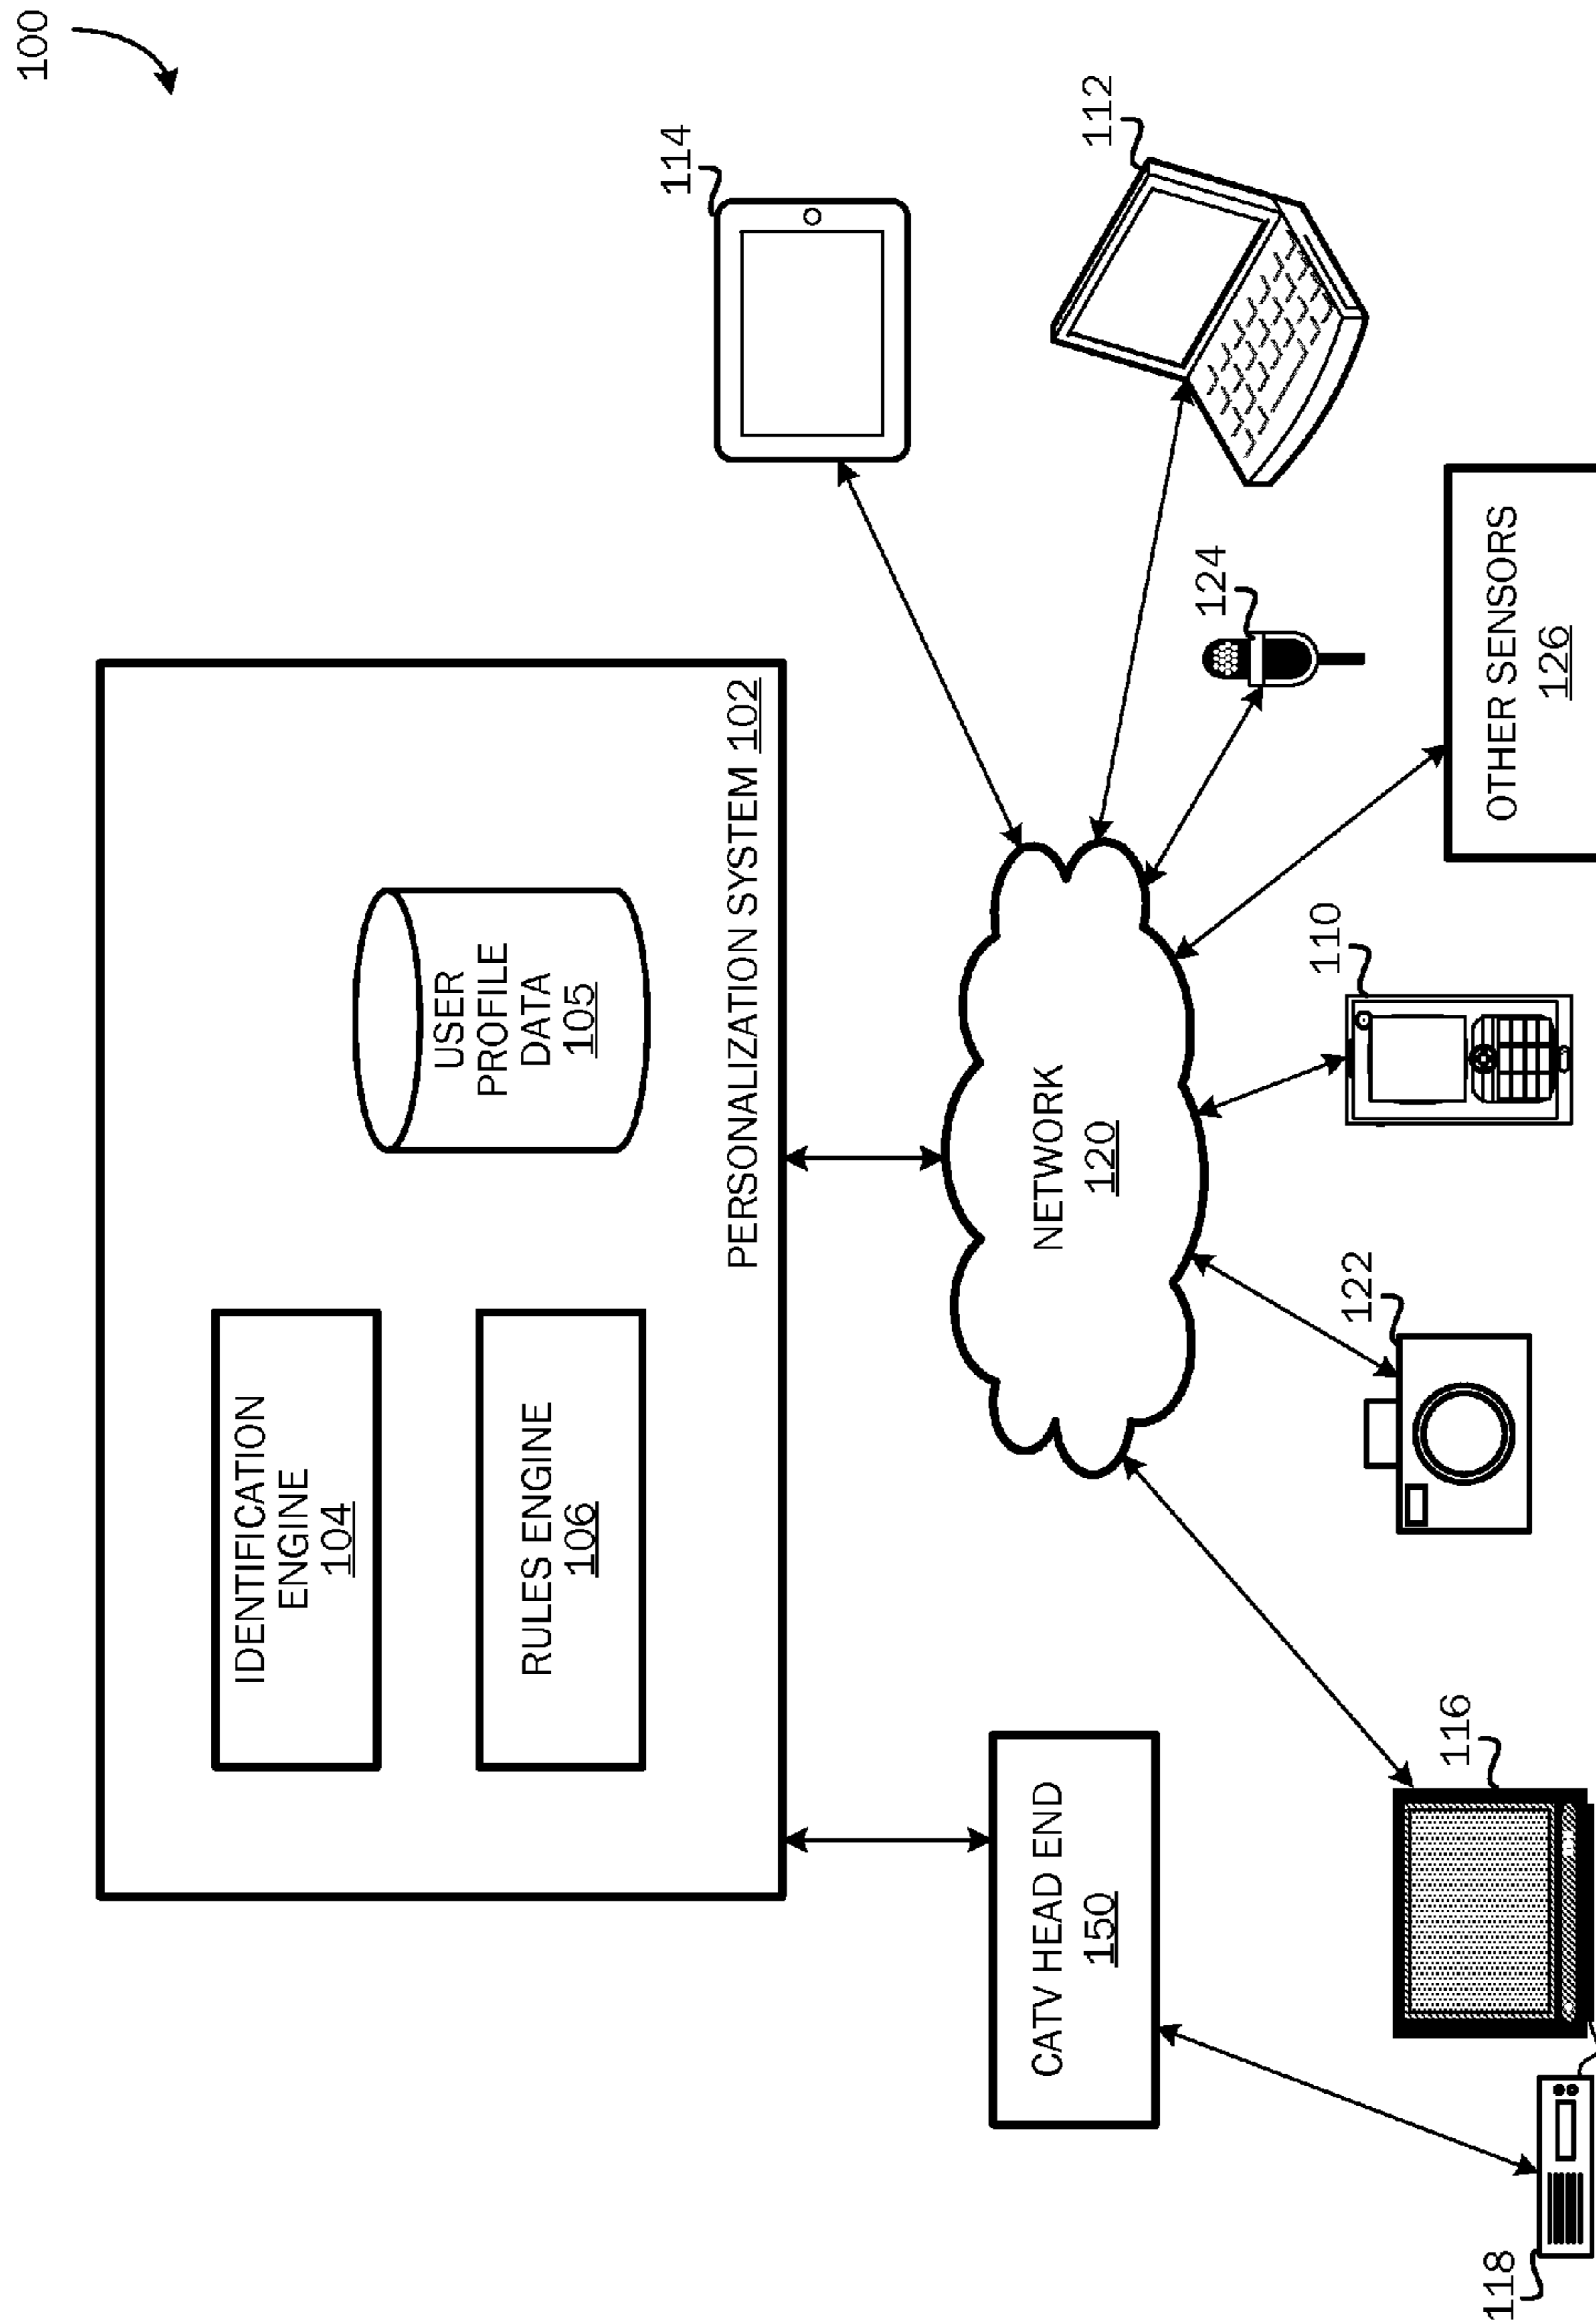 100
IDENTIFICATION
ENGINE
104
RULES ENGINE
106
USER
PROFILE
DATA
105
PERSONALIZATION SYSTEM 102
114
112
CATV HEAD END
150
NETWORK
120
124
118
116
122
110
OTHER SENSORS
126